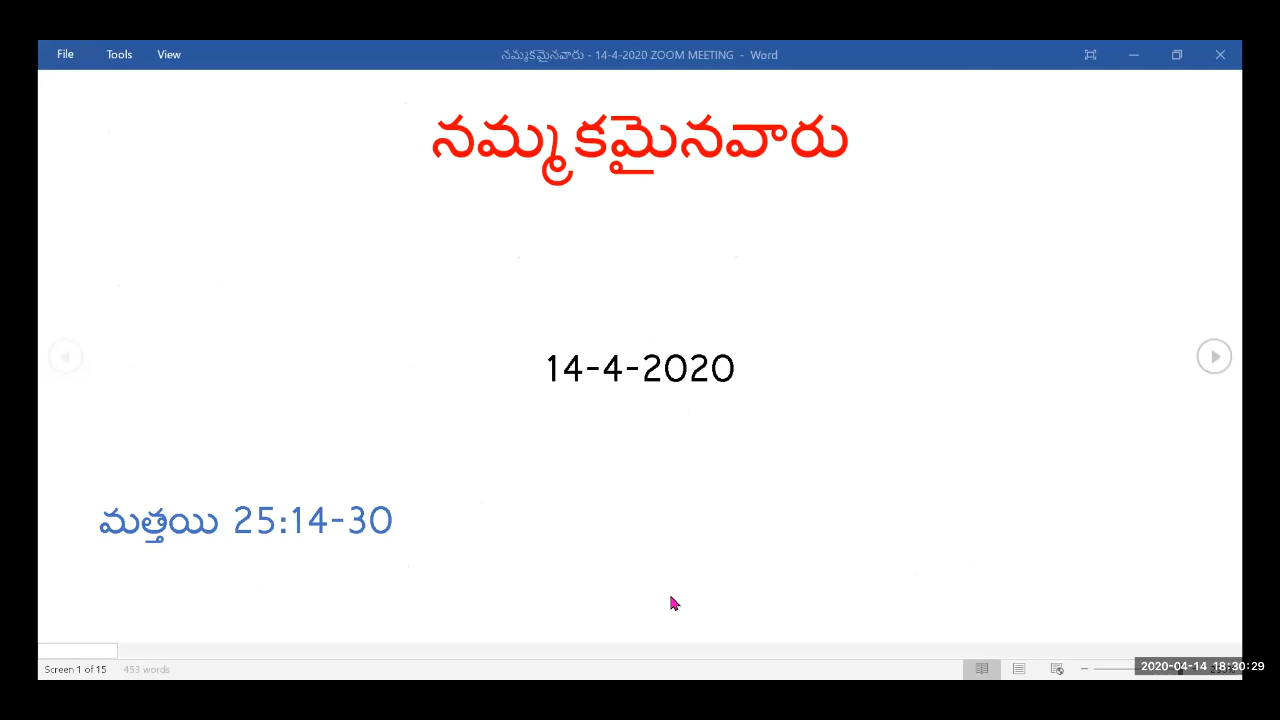 File Tools View నమ్మకమైనవారు - 14-4-2020 ZOOM MEETING - Word
నమ్మకమైనవారు
14-4-2020
మత్తయి 25:14-30
Screen 1 of 15 453 words
2020-04-14 18:30:29